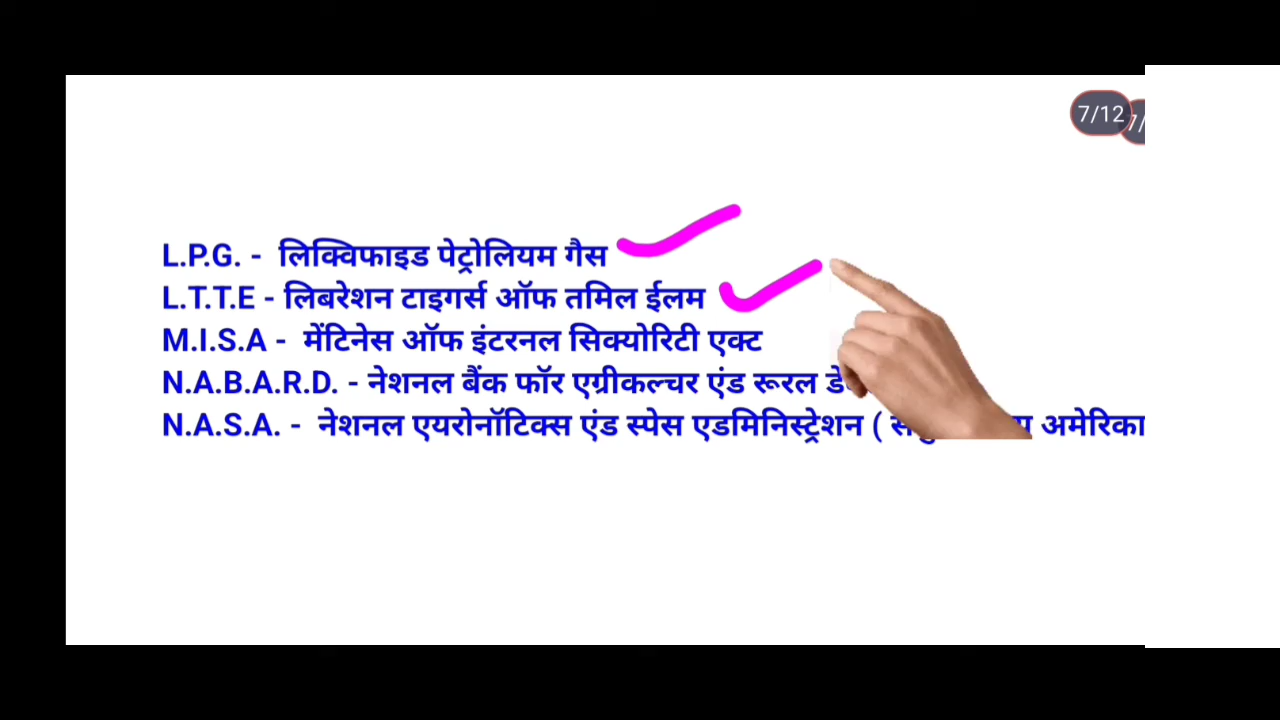 7/12
L.P.G. - लिक्विफाइड पेट्रोलियम गैस
L.T.T.E - लिबरेशन टाइगर्स ऑफ तमिल ईलम
M.I.S.A - मेंटिनेस ऑफ इंटरनल सिक्योरिटी एक्ट
N.A.B.A.R.D. - नेशनल बैंक फॉर एग्रीकल्चर एंड रूरल
N.A.S.A. - नेशनल एयरोनॉटिक्स एंड स्पेस एडमिनिस्ट्रेशन ( अमेरिका